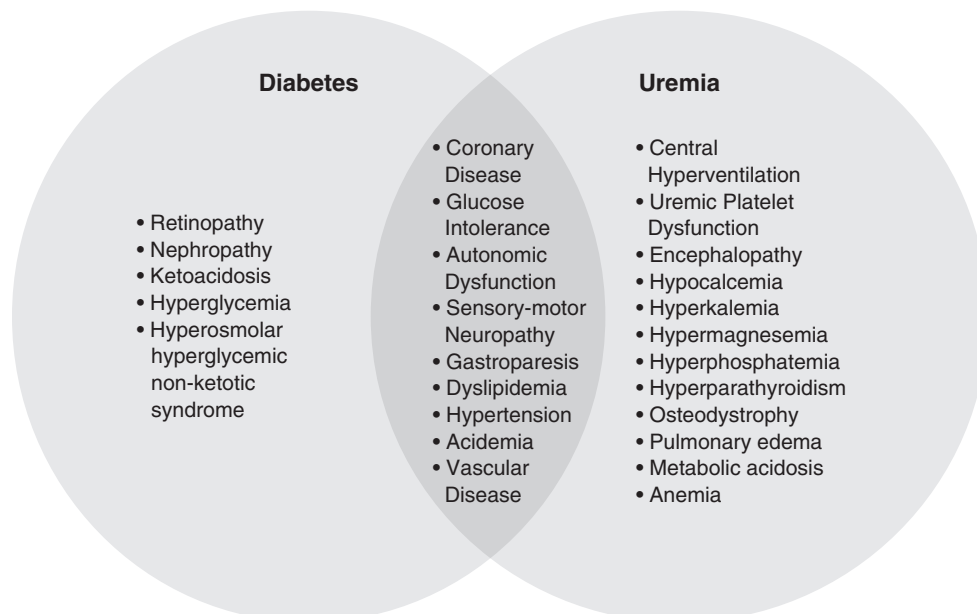 Diabetes
• Retinopathy
• Nephropathy
• Ketoacidosis
• Hyperglycemia
• Hyperosmolar
hyperglycemic
non-ketotic
syndrome
• Coronary
Disease
• Glucose
Intolerance
• Autonomic
Dysfunction
• Sensory-motor
Neuropathy
• Gastroparesis
• Dyslipidemia
• Hypertension
• Acidemia
• Vascular
Disease
Uremia
• Central
Hyperventilation
• Uremic Platelet
Dysfunction
• Encephalopathy
• Hypocalcemia
• Hyperkalemia
• Hypermagnesemia
• Hyperphosphatemia
• Hyperparathyroidism
• Osteodystrophy
• Pulmonary edema
• Metabolic acidosis
• Anemia